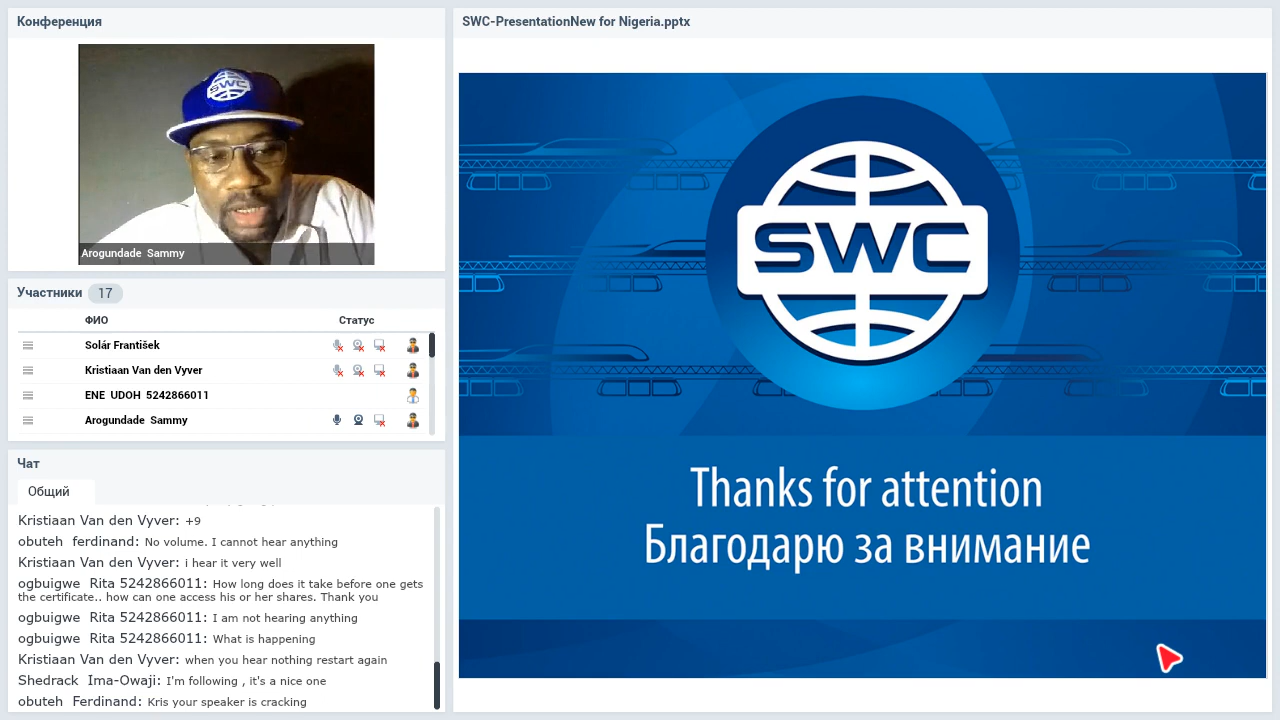 Конференция
SWC
Arogundade Sammy
Участники 17
ФИО Статус
Solár František
Kristiaan Van den Vyver
ENE UDOH 5242866011
Arogundade Sammy
Чат
Общий
Kristiaan Van den Vyver: +9
obuteh ferdinand: No volume. I cannot hear anything
Kristiaan Van den Vyver: i hear it very well
ogbuigwe Rita 5242866011: How long does it take before one gets
the certificate.. how can one access his or her shares. Thank you
ogbuigwe Rita 5242866011: I am not hearing anything
ogbuigwe Rita 5242866011: What is happening
Kristiaan Van den Vyver: when you hear nothing restart again
Shedrack Ima-Owaji: I'm following , it's a nice one
obuteh Ferdinand: Kris your speaker is cracking
SWC-PresentationNew for Nigeria.pptx
SWC
Thanks for attention
Благодарю за внимание